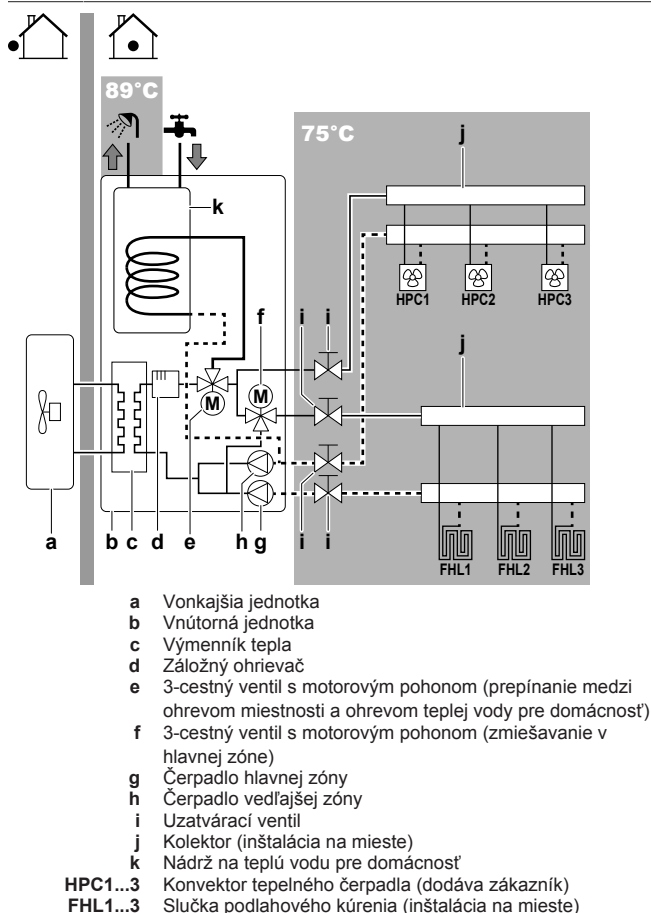 89°C
75°C
j
k
HPC1 HPC2 HPC3
f i i
j
M
M
a b c d e h g i i
FHL1 FHL2 FHL3
a Vonkajšia jednotka
b Vnútorná jednotka
c Výmenník tepla
d Záložný ohrievač
e 3-cestný ventil s motorovým pohonom (prepínanie medzi
ohrevom miestnosti a ohrevom teplej vody pre domácnosť)
f 3-cestný ventil s motorovým pohonom (zmiešavanie v
hlavnej zóne)
g Čerpadlo hlavnej zóny
h Čerpadlo vedľajšej zóny
i Uzatvárací ventil
j Kolektor (inštalácia na mieste)
k Nádrž na teplú vodu pre domácnosť
HPC1...3 Konvektor tepelného čerpadla (dodáva zákazník)
FHL1...3 Slučka podlahového kúrenia (inštalácia na mieste)